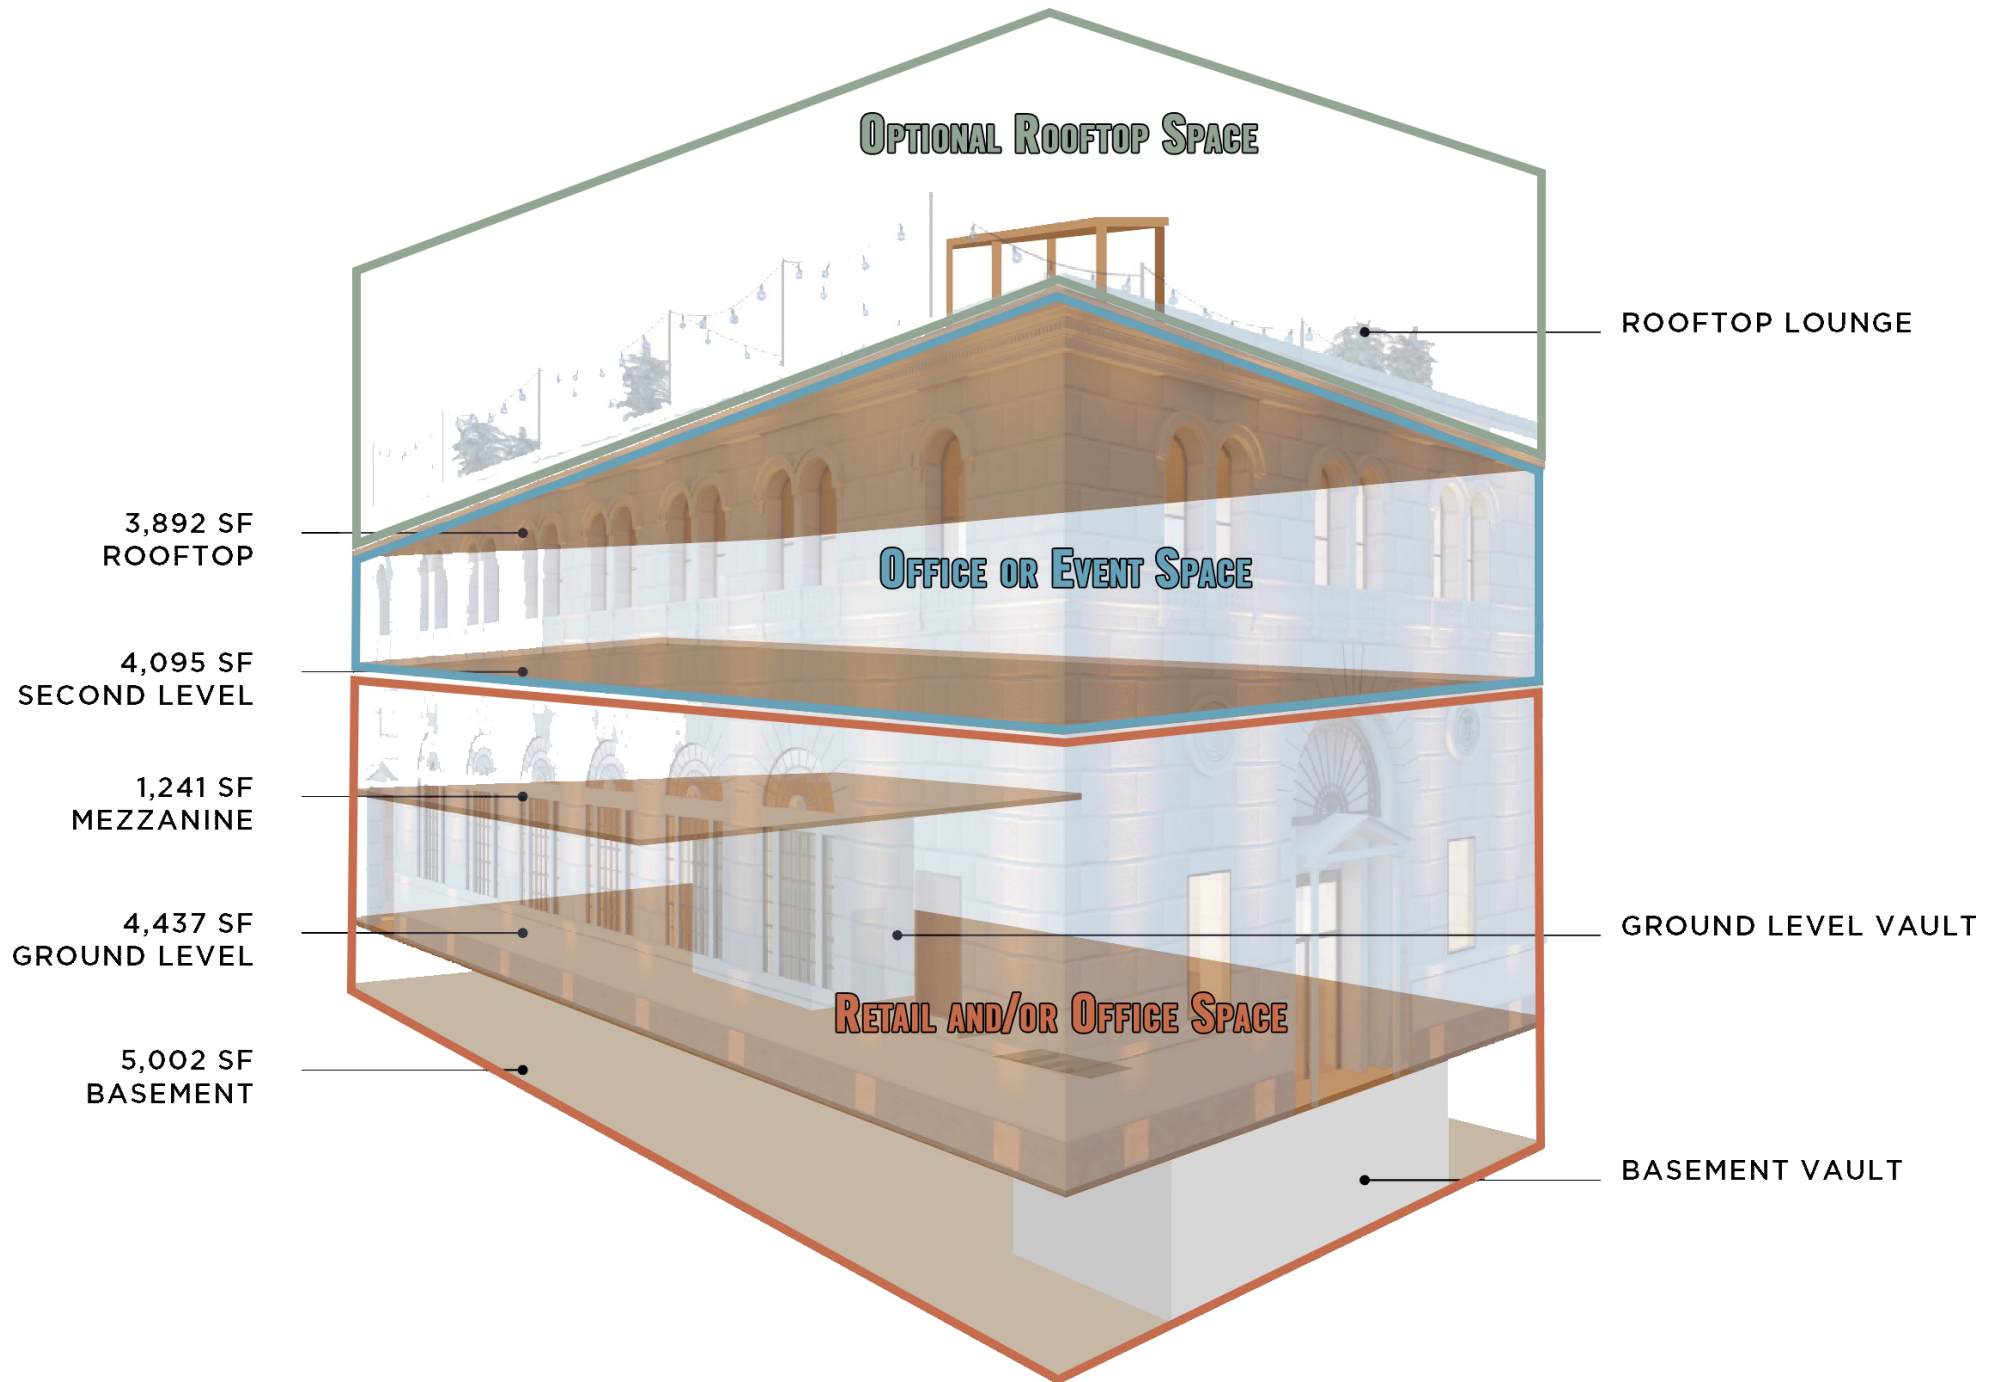 Optional Rooftop Space
ROOFTOP LOUNGE
3,892 SF
ROOFTOP
Office or Event Space
4,095 SF
SECOND LEVEL
1,241 SF
MEZZANINE
4,437 SF
GROUND LEVEL
GROUND LEVEL VAULT
Retail and/or Office Space
5,002 SF
BASEMENT
BASEMENT VAULT